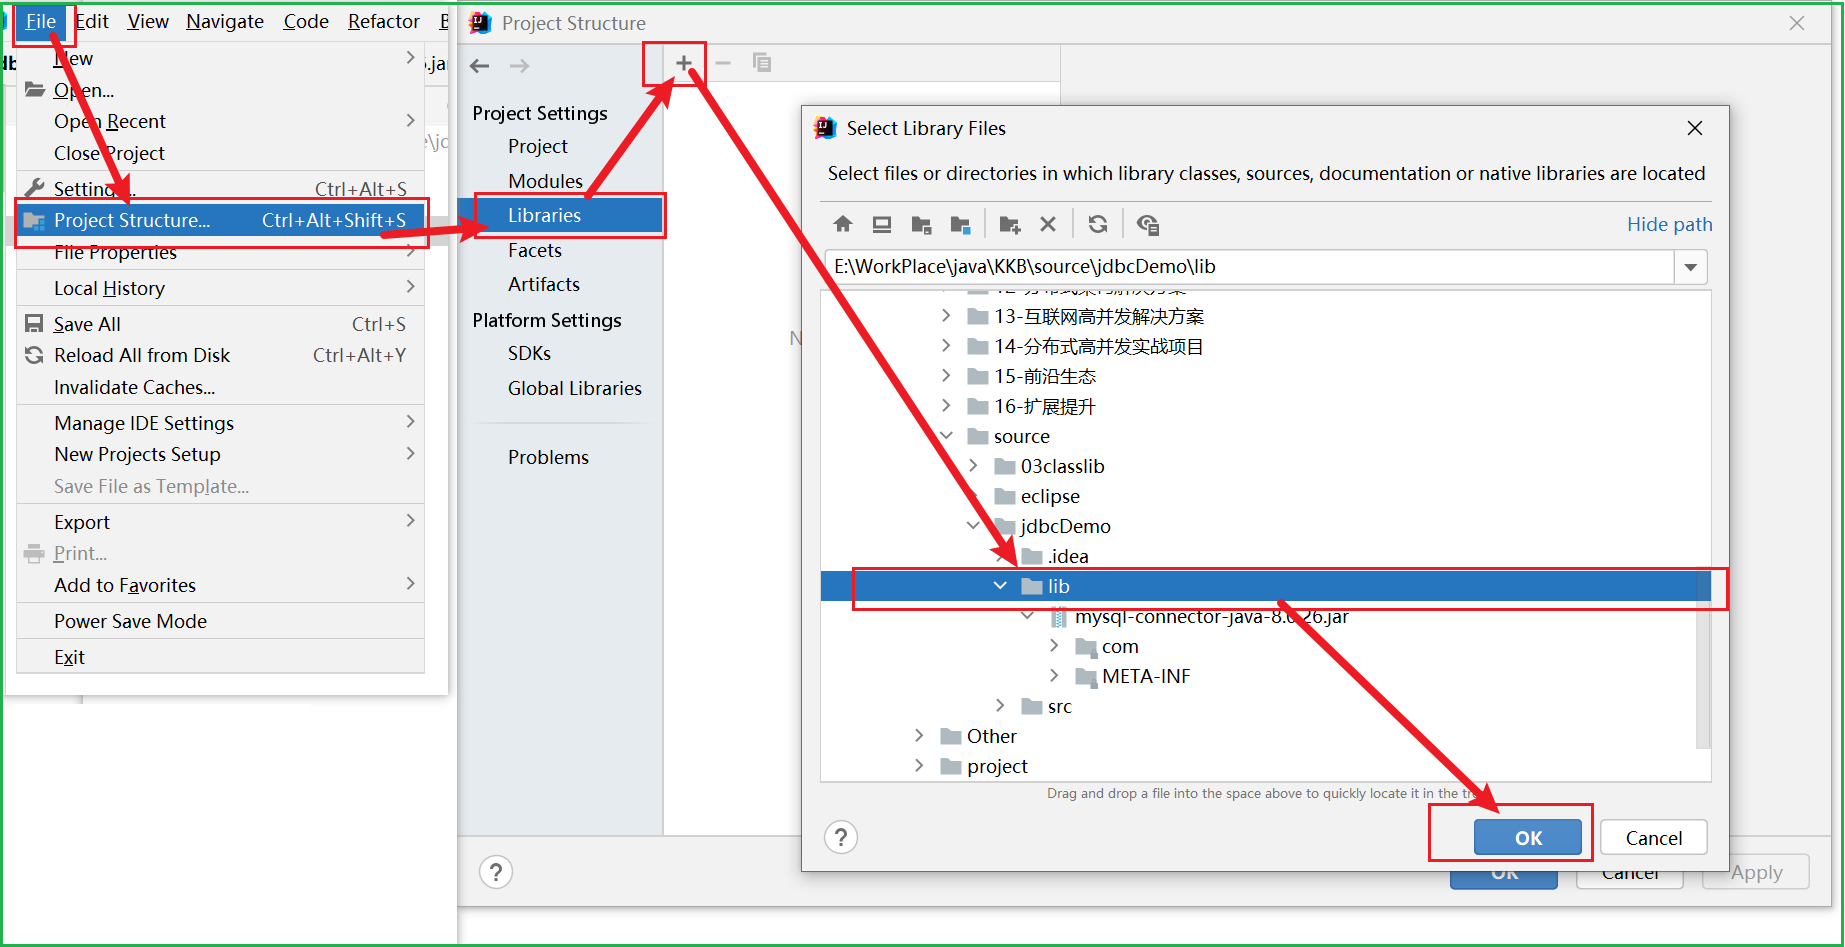 File Edit View Navigate Code Refactor
New
Open...
Open Recent
Close Project
Settings... Ctrl+Alt+S
Project Structure... Ctrl+Alt+Shift+S
File Properties
Local History
Save All Ctrl+S
Reload All from Disk Ctrl+Alt+Y
Invalidate Caches...
Manage IDE Settings
New Projects Setup
Save File as Template...
Export
Print...
Add to Favorites
Power Save Mode
Exit
Project Structure
Project Settings
Project
Modules
Libraries
Facets
Artifacts
Platform Settings
SDKs
Global Libraries
Problems
Select Library Files
Select files or directories in which library classes, sources, documentation or native libraries are located
Hide path
E:\WorkPlace\java\KKB\source\jdbcDemo\lib
13-互联网高并发解决方案
14-分布式高并发实战项目
15-前沿生态
16-扩展提升
source
03classlib
eclipse
jdbcDemo
.idea
lib
mysql-connector-java-8.0.26.jar
com
META-INF
src
Other
project
Drag and drop a file into the space above to quickly locate it in the tree
? OK Cancel
? OK Cancel Apply